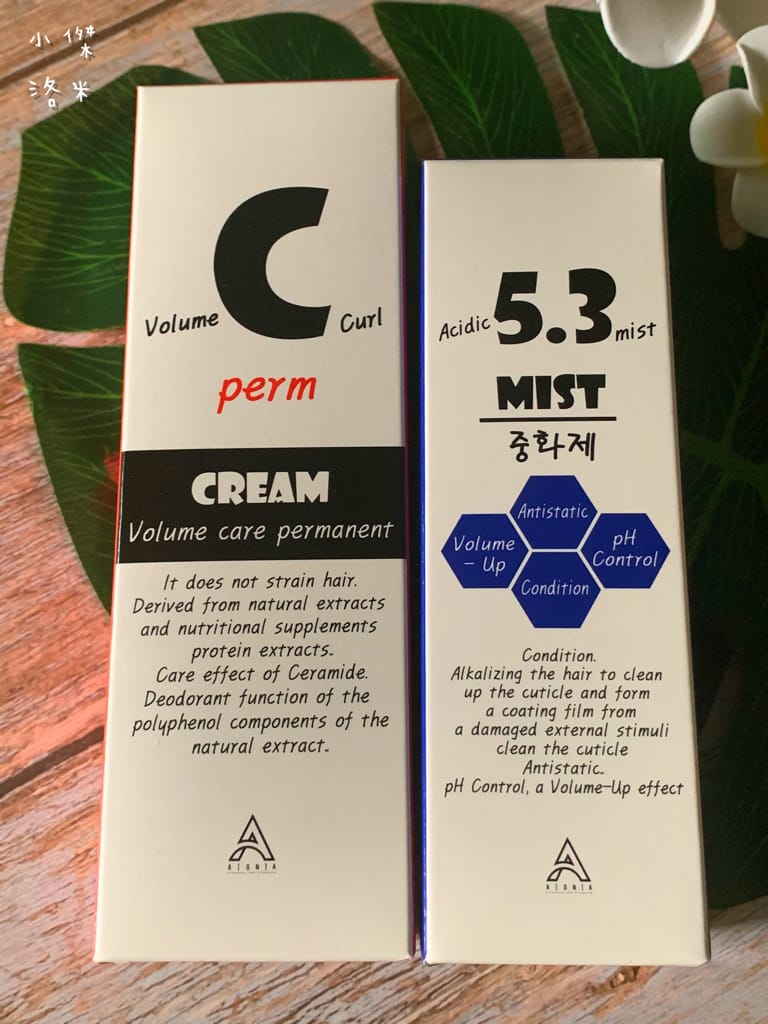 小傑
洛米
C
Volume Curl
perm
CREAM
Volume care permanent
It does not strain hair.
Derived from natural extracts
and nutritional supplements
protein extracts.
Care effect of Ceramide.
Deodorant function of the
polyphenol components of the
natural extract.
Acidic 5.3 mist
MIST
중화제
Antistatic
Volume
- Up
pH
Control
Condition
Condition.
Alkalizing the hair to clean
up the cuticle and form
a coating film from
a damaged external stimuli
clean the cuticle
Antistatic.
pH Control, a Volume-Up effect